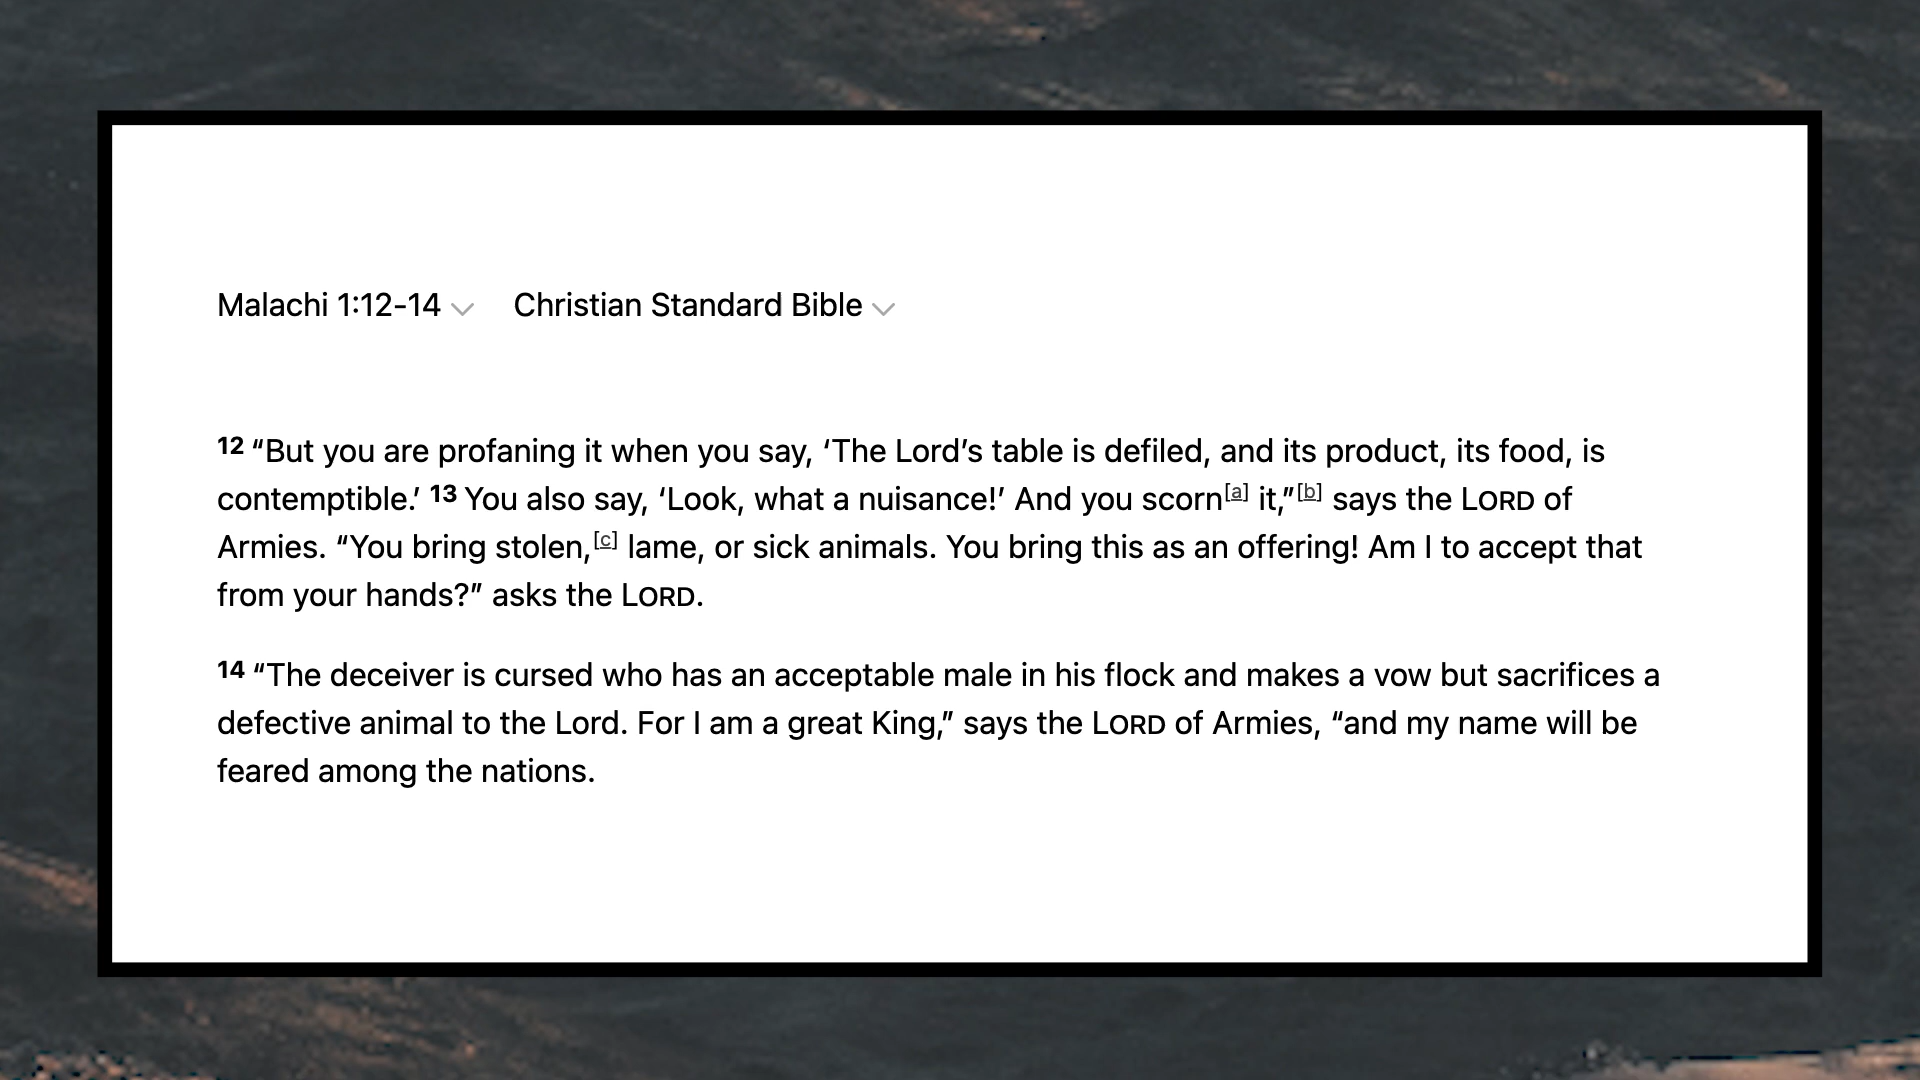 Malachi 1:12-14 Christian Standard Bible
12 “But you are profaning it when you say, ‘The Lord’s table is defiled, and its product, its food, is
contemptible.’ 13 You also say, ‘Look, what a nuisance!’ And you scorn[a] it,”[b] says the LORD of
Armies. “You bring stolen,[c] lame, or sick animals. You bring this as an offering! Am I to accept that
from your hands?” asks the LORD.
14 “The deceiver is cursed who has an acceptable male in his flock and makes a vow but sacrifices a
defective animal to the Lord. For I am a great King,” says the LORD of Armies, “and my name will be
feared among the nations.